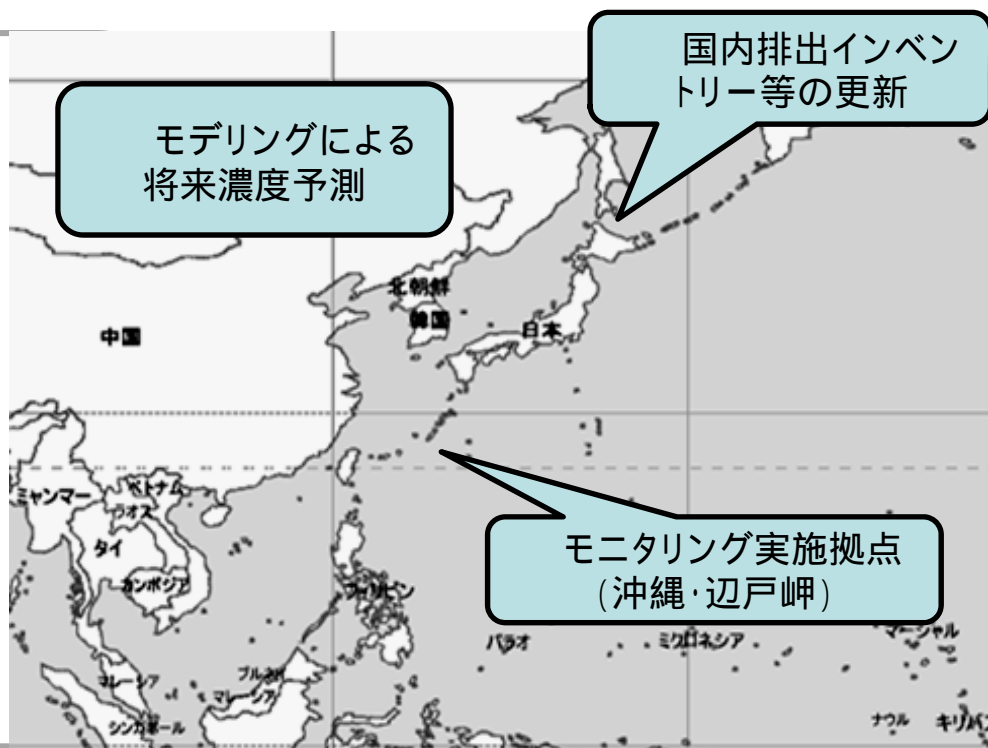 国内排出インベン
トリー等の更新
モデリングによる
将来濃度予測
北朝鮮
韓国
日本
中国
ミャンマー
ベトナム
ラオス
タイ
カンボジア
フィリピン
モニタリング実施拠点
(沖縄・辺戸岬)
パラオ
ミクロネシア
マーシャル
マレーシア
ブルネイ
マレーシア
シンガポール
ナウル
キリバス